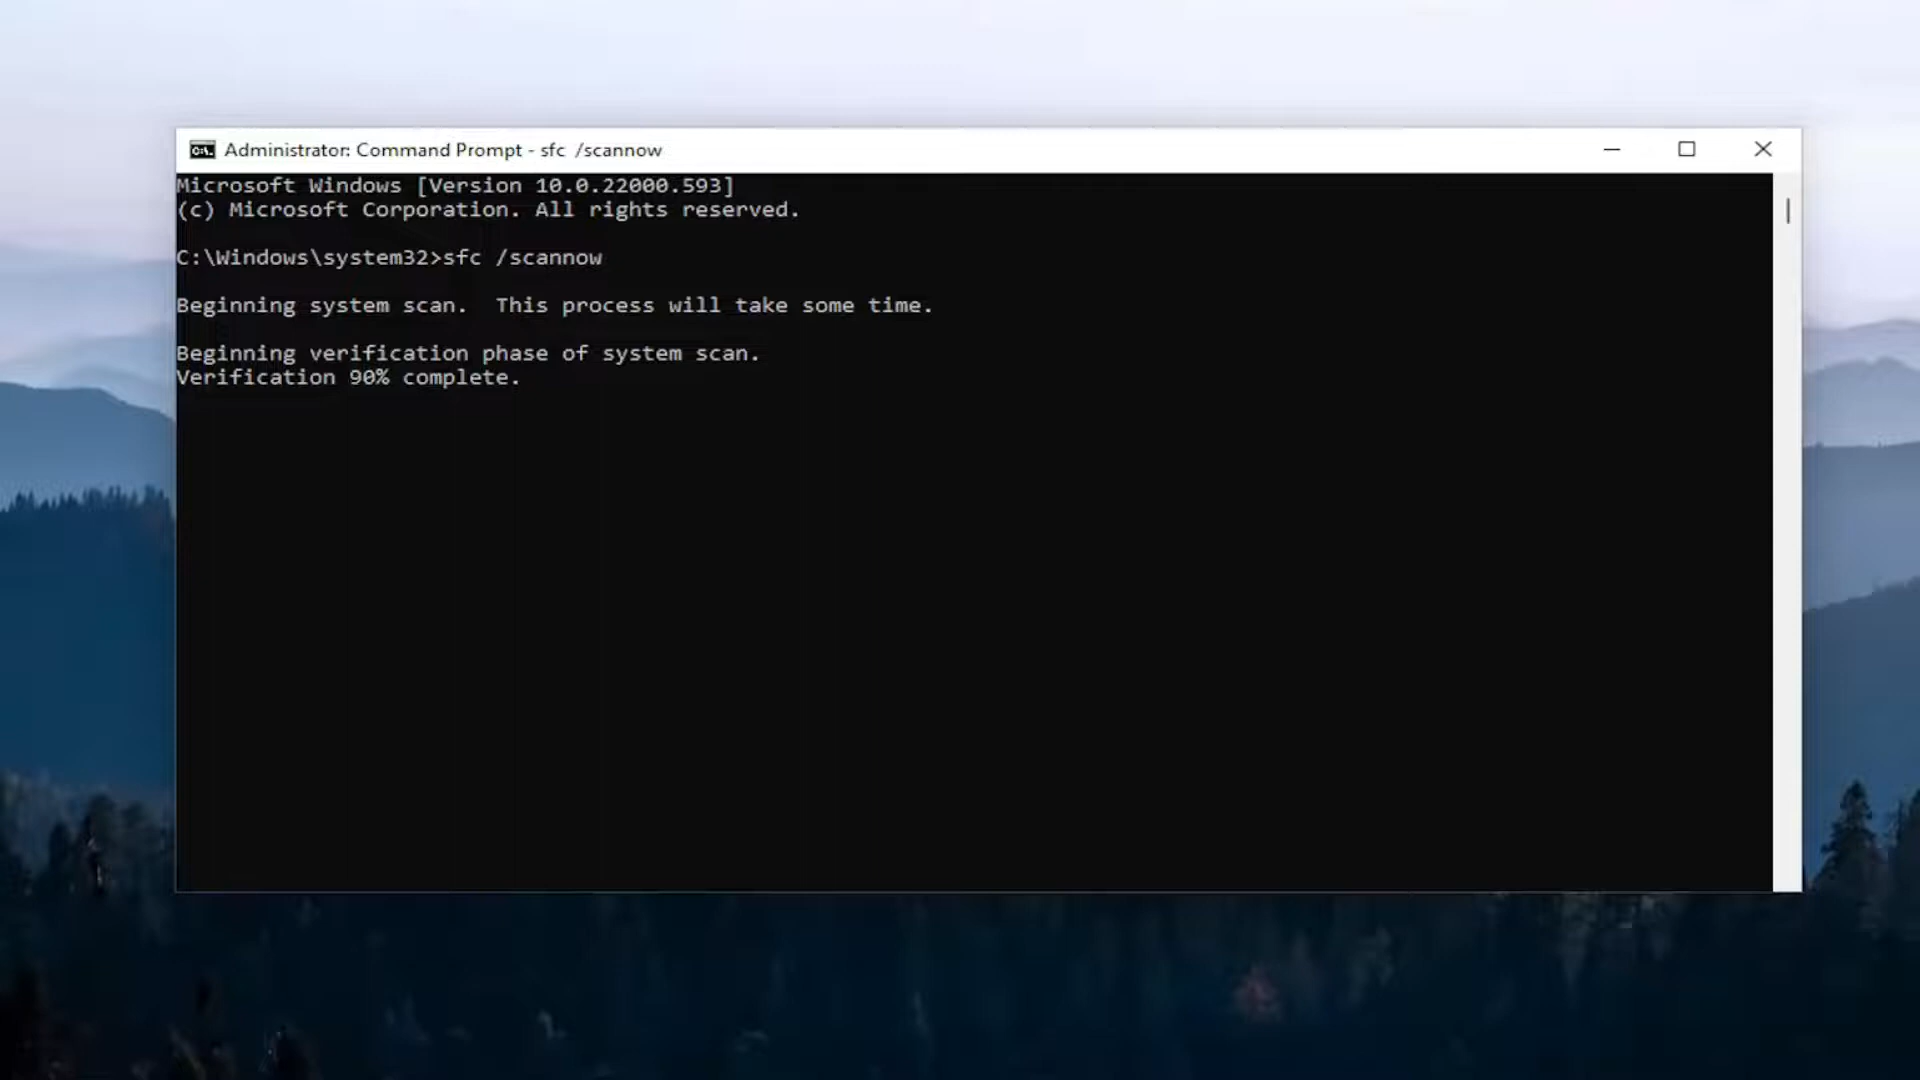 Administrator: Command Prompt - sfc  /scannow
Microsoft Windows [Version 10.0.22000.593]
(c) Microsoft Corporation. All rights reserved.
C:\Windows\system32>sfc /scannow
Beginning system scan.  This process will take some time.
Beginning verification phase of system scan.
Verification 90% complete.